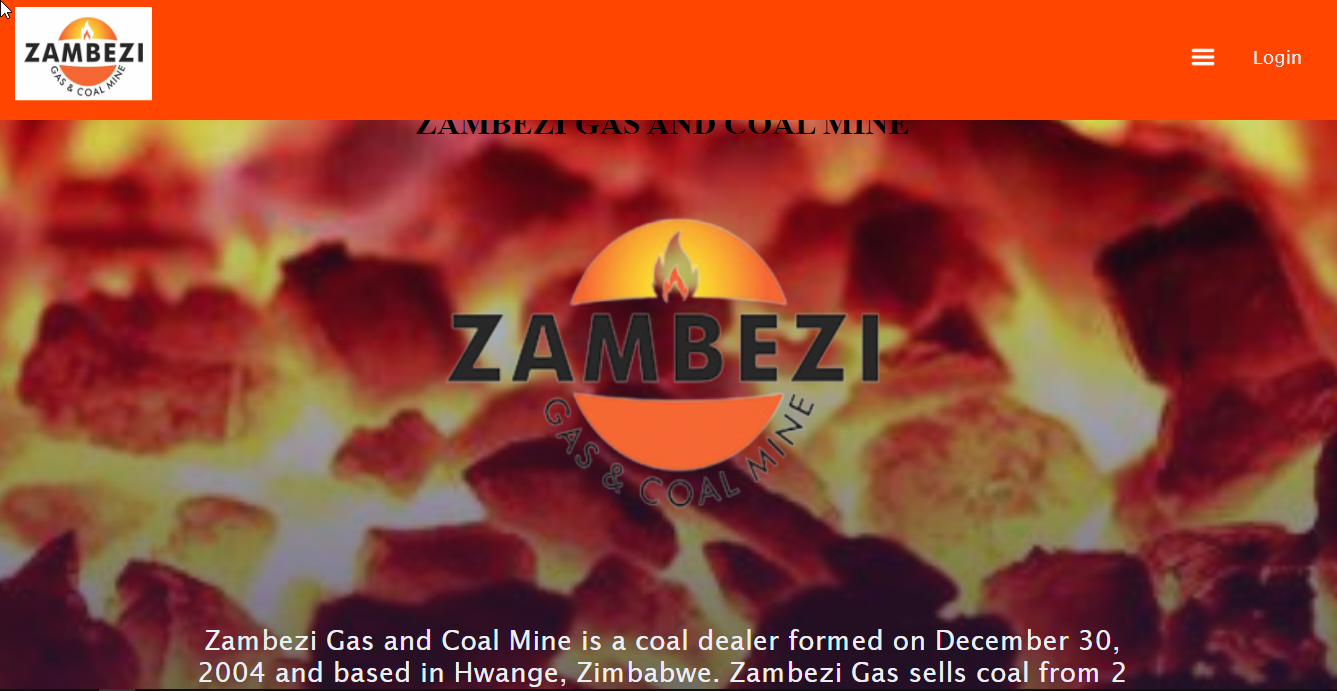 ZAMBEZI
GAS & COAL MINE
Login
ZAMBEZI GAS AND COAL MINE
ZAMBEZI
GAS & COAL MINE
Zambezi Gas and Coal Mine is a coal dealer formed on December 30,
2004 and based in Hwange, Zimbabwe. Zambezi Gas sells coal from 2